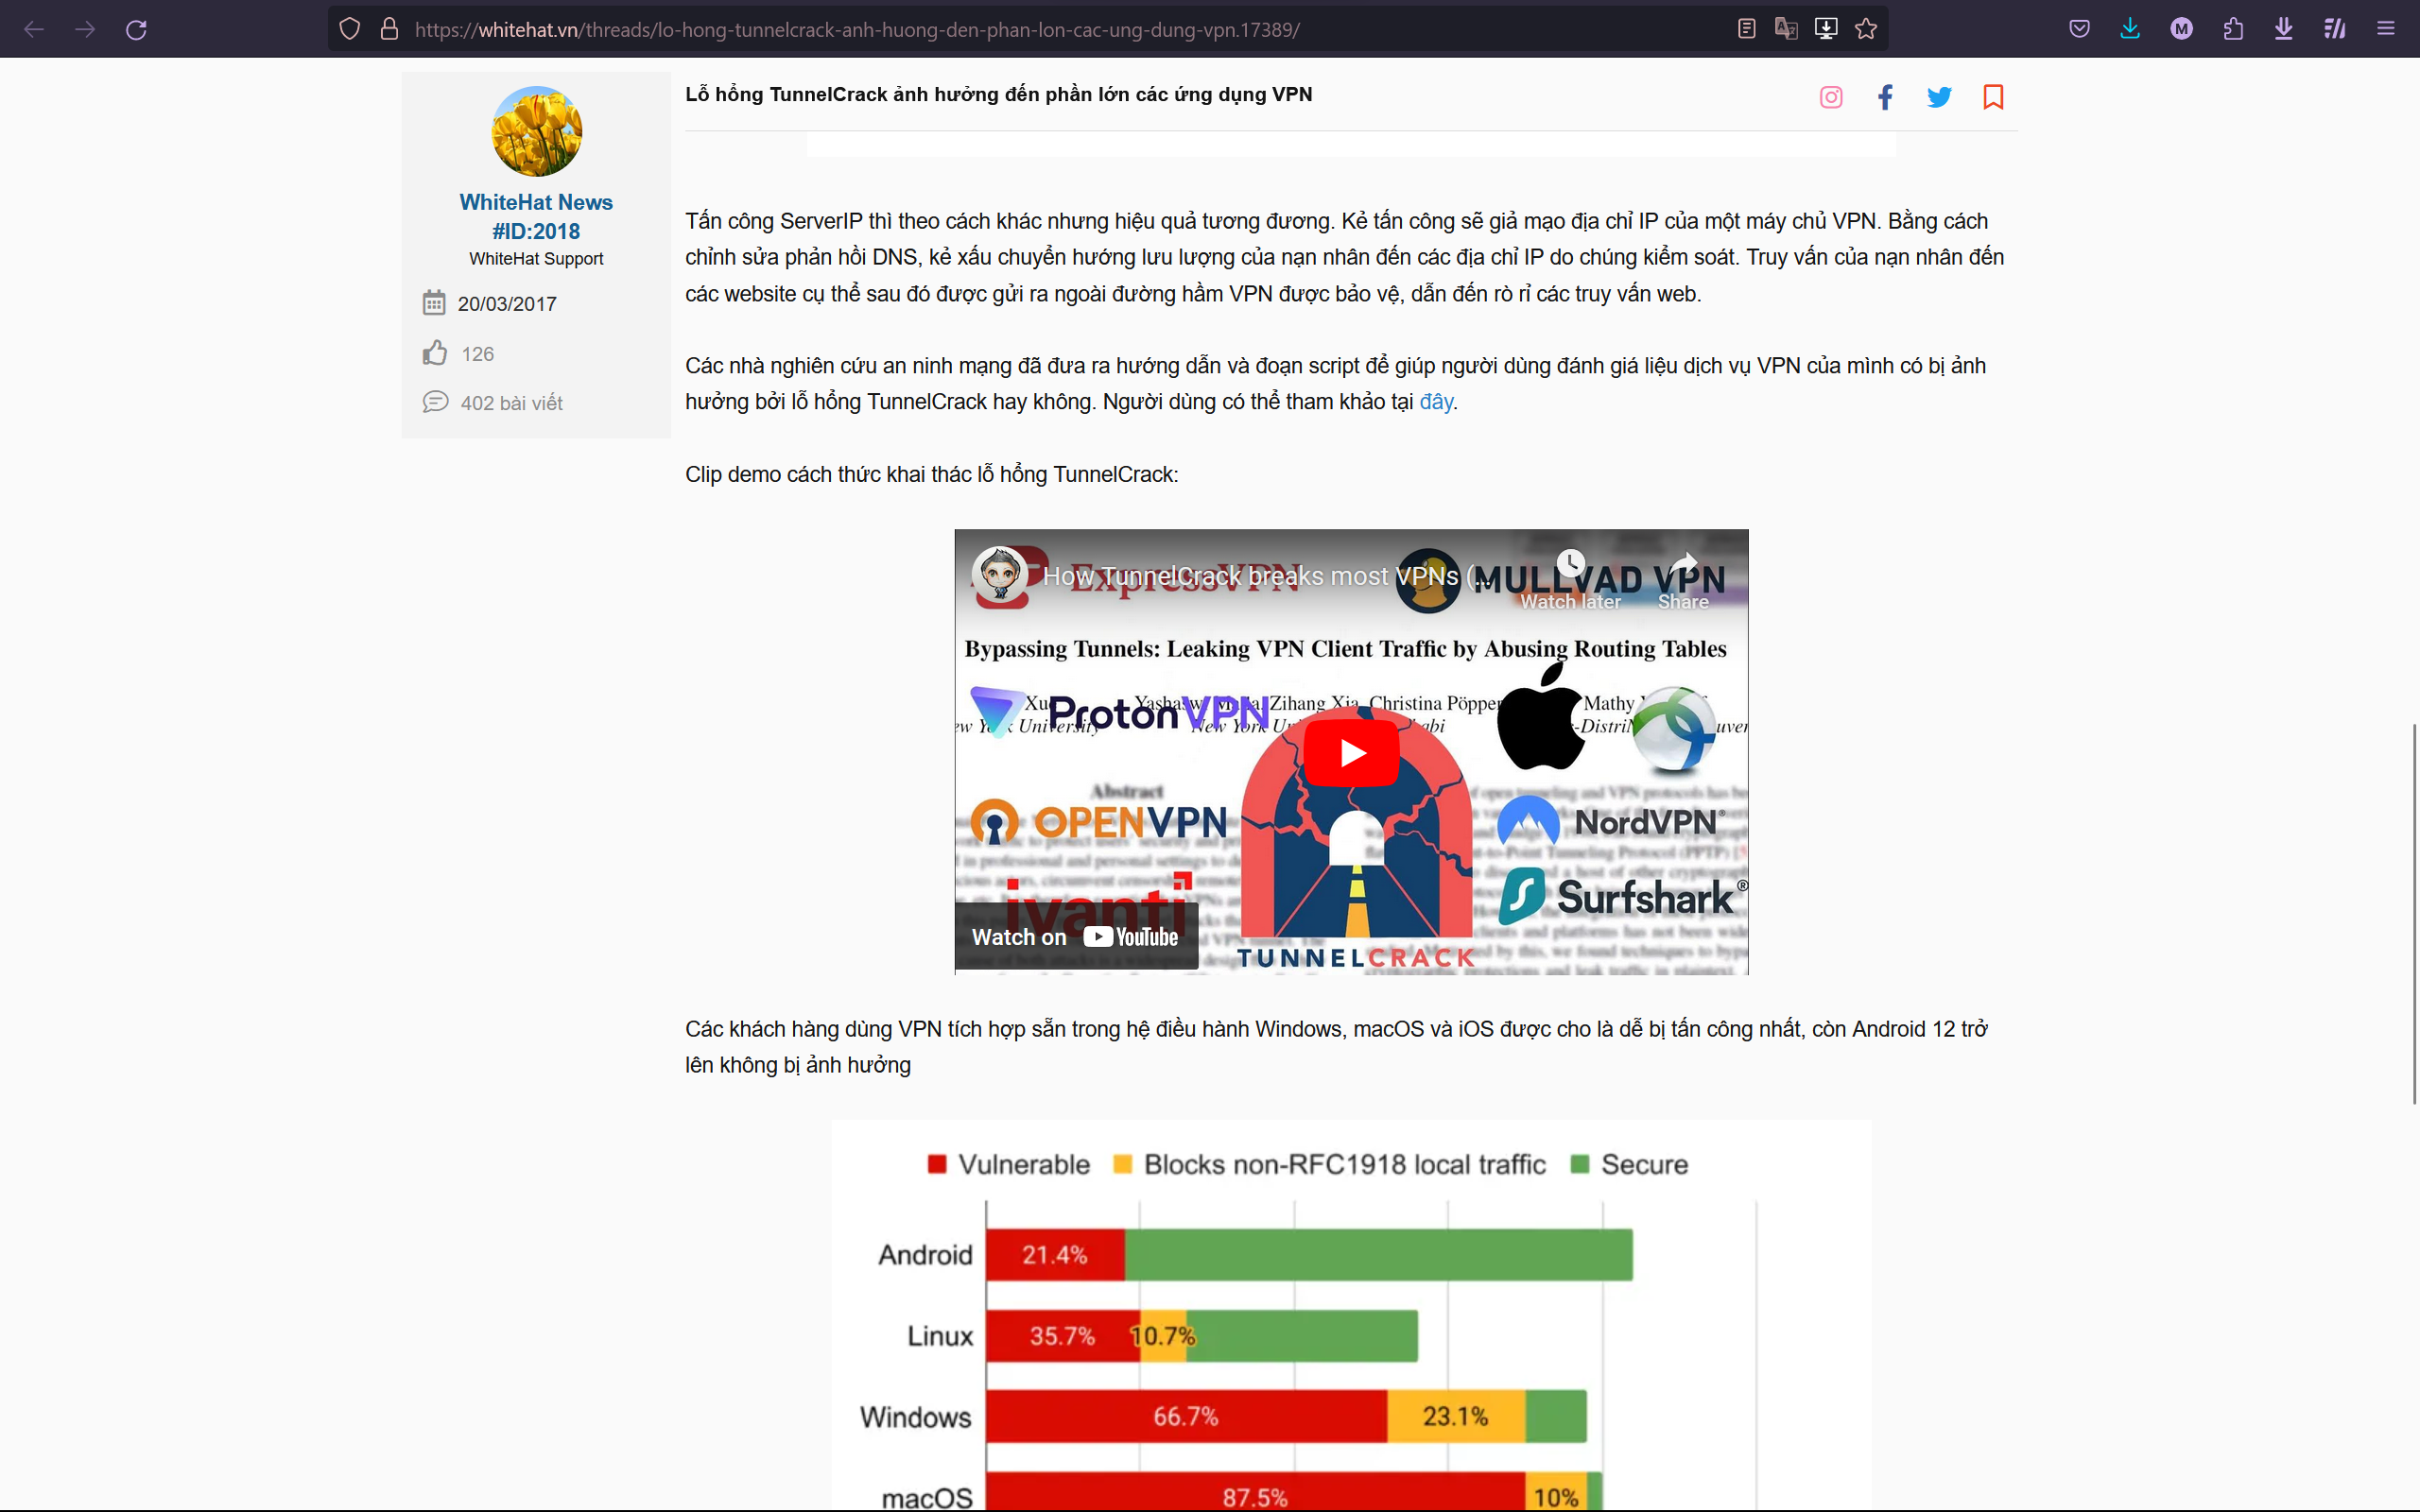 https://whitehat.vn/threads/lo-hong-tunnelcrack-anh-huong-den-phan-lon-cac-ung-dung-vpn.17389/
M
WhiteHat News
#ID:2018
WhiteHat Support
20/03/2017
126
402 bài viết
Lỗ hổng TunnelCrack ảnh hưởng đến phần lớn các ứng dụng VPN
Tấn công ServerIP thì theo cách khác nhưng hiệu quả tương đương. Kẻ tấn công sẽ giả mạo địa chỉ IP của một máy chủ VPN. Bằng cách
chỉnh sửa phản hồi DNS, kẻ xấu chuyển hướng lưu lượng của nạn nhân đến các địa chỉ IP do chúng kiểm soát. Truy vấn của nạn nhân đến
các website cụ thể sau đó được gửi ra ngoài đường hầm VPN được bảo vệ, dẫn đến rò rỉ các truy vấn web.
Các nhà nghiên cứu an ninh mạng đã đưa ra hướng dẫn và đoạn script để giúp người dùng đánh giá liệu dịch vụ VPN của mình có bị ảnh
hưởng bởi lỗ hổng TunnelCrack hay không. Người dùng có thể tham khảo tại đây.
Clip demo cách thức khai thác lỗ hổng TunnelCrack:
How TunnelCrack breaks most VPNs (...
ExpressVPN
MULLVAD VPN
Watch later
Share
Bypassing Tunnels: Leaking VPN Client Traffic by Abusing Routing Tables
Zihang Xia, Christina Pöpper
Mathy
ProtonVPN
Abstract
OPENVPN
NordVPN®
ivanti
Surfshark®
Watch on YouTube
TUNNELCRACK
Các khách hàng dùng VPN tích hợp sẵn trong hệ điều hành Windows, macOS và iOS được cho là dễ bị tấn công nhất, còn Android 12 trở
lên không bị ảnh hưởng
Vulnerable Blocks non-RFC1918 local traffic Secure
Android 21.4%
Linux 35.7% 10.7%
Windows 66.7% 23.1%
macOS 87.5% 10%